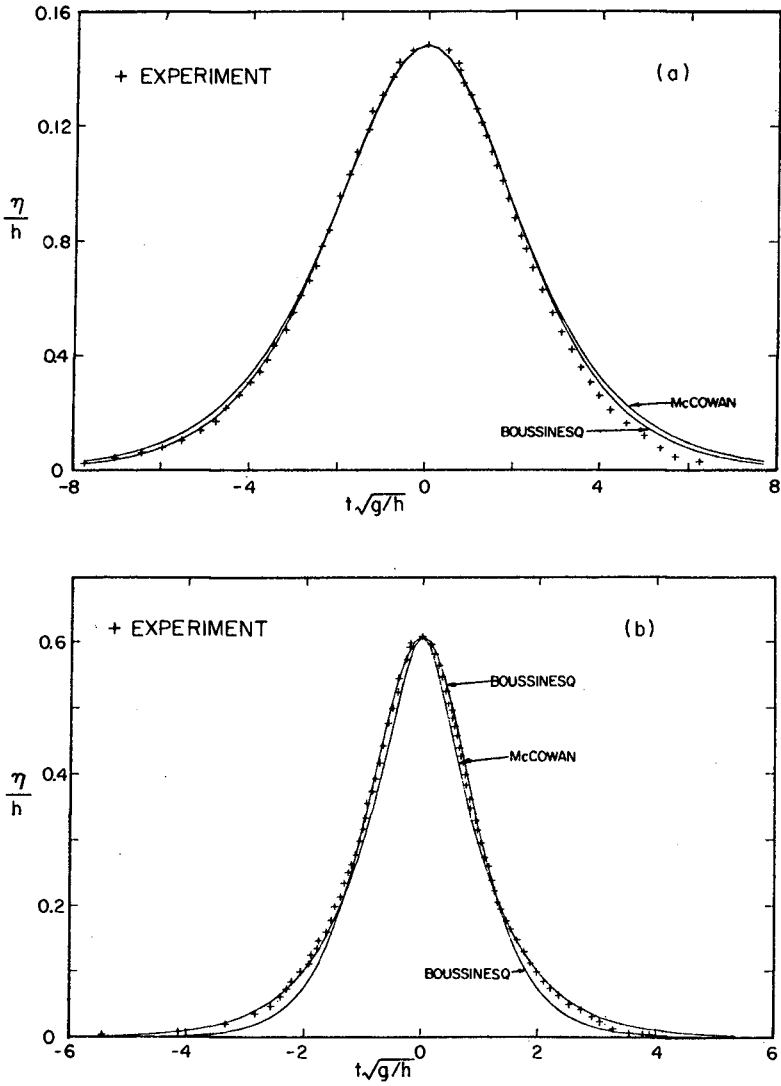 0.16
+ EXPERIMENT
(a)
0.12
η/h
0.8
0.4
McCOWAN
BOUSSINESQ
0
-8
-4
0
4
8
t√g/h
0.6
+ EXPERIMENT
(b)
BOUSSINESQ
McCOWAN
η/h
0.4
0.2
BOUSSINESQ
0
-6
-4
-2
0
2
4
6
t√g/h